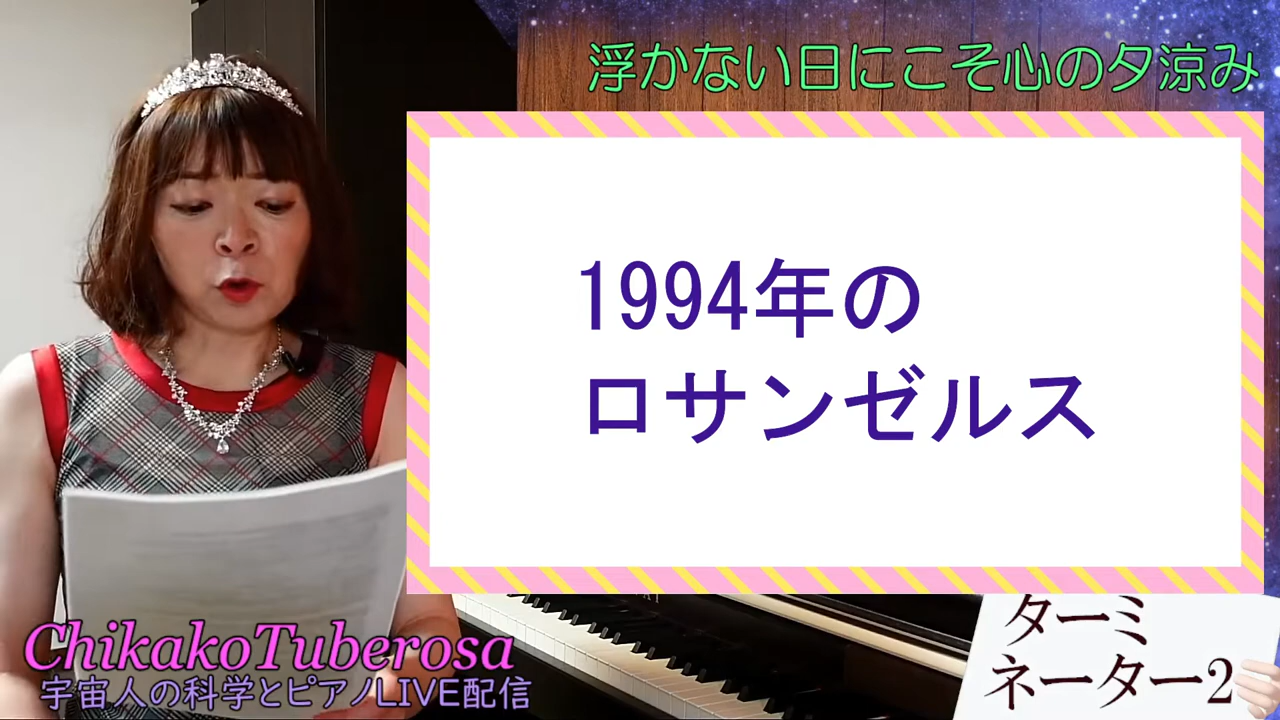 浮かない日にこそ心の夕涼み
1994年の
ロサンゼルス
ChikakoTuberosa
宇宙人の科学とピアノLIVE配信
ターミ
ネーター2